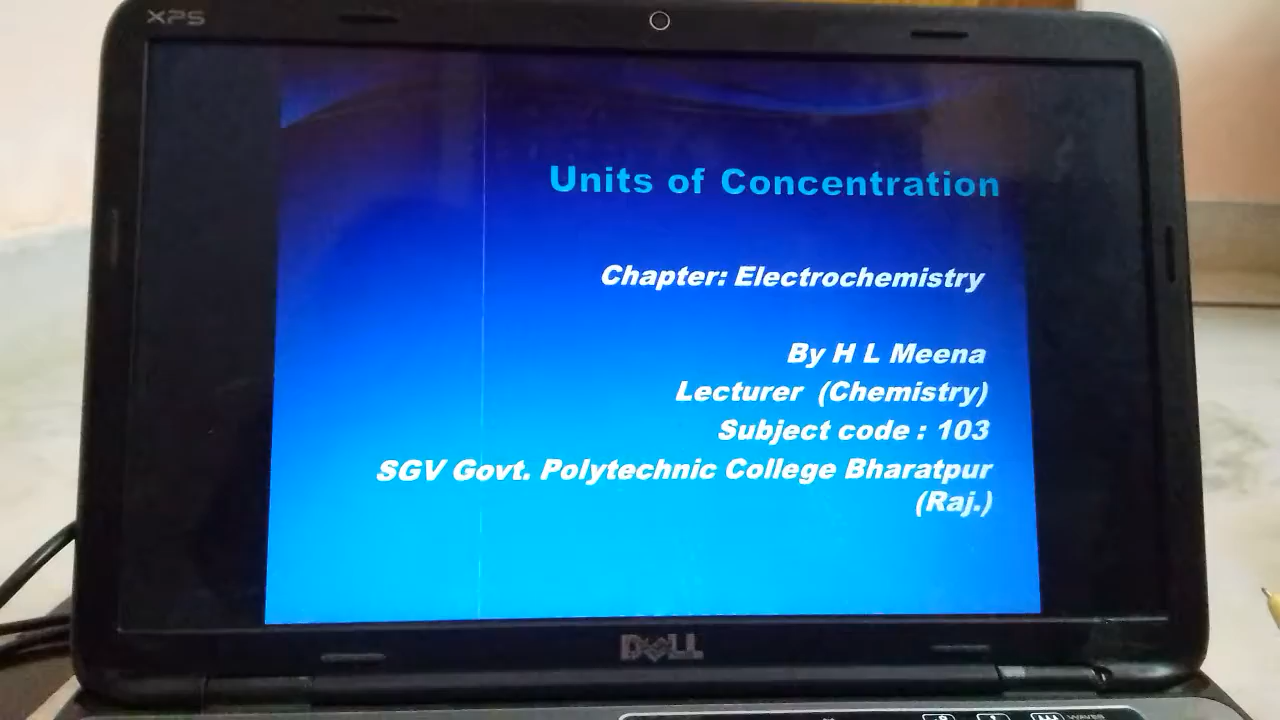 XPS
Units of Concentration
Chapter: Electrochemistry
By H L Meena
Lecturer (Chemistry)
Subject code : 103
SGV Govt. Polytechnic College Bharatpur
(Raj.)
DELL
WAVES